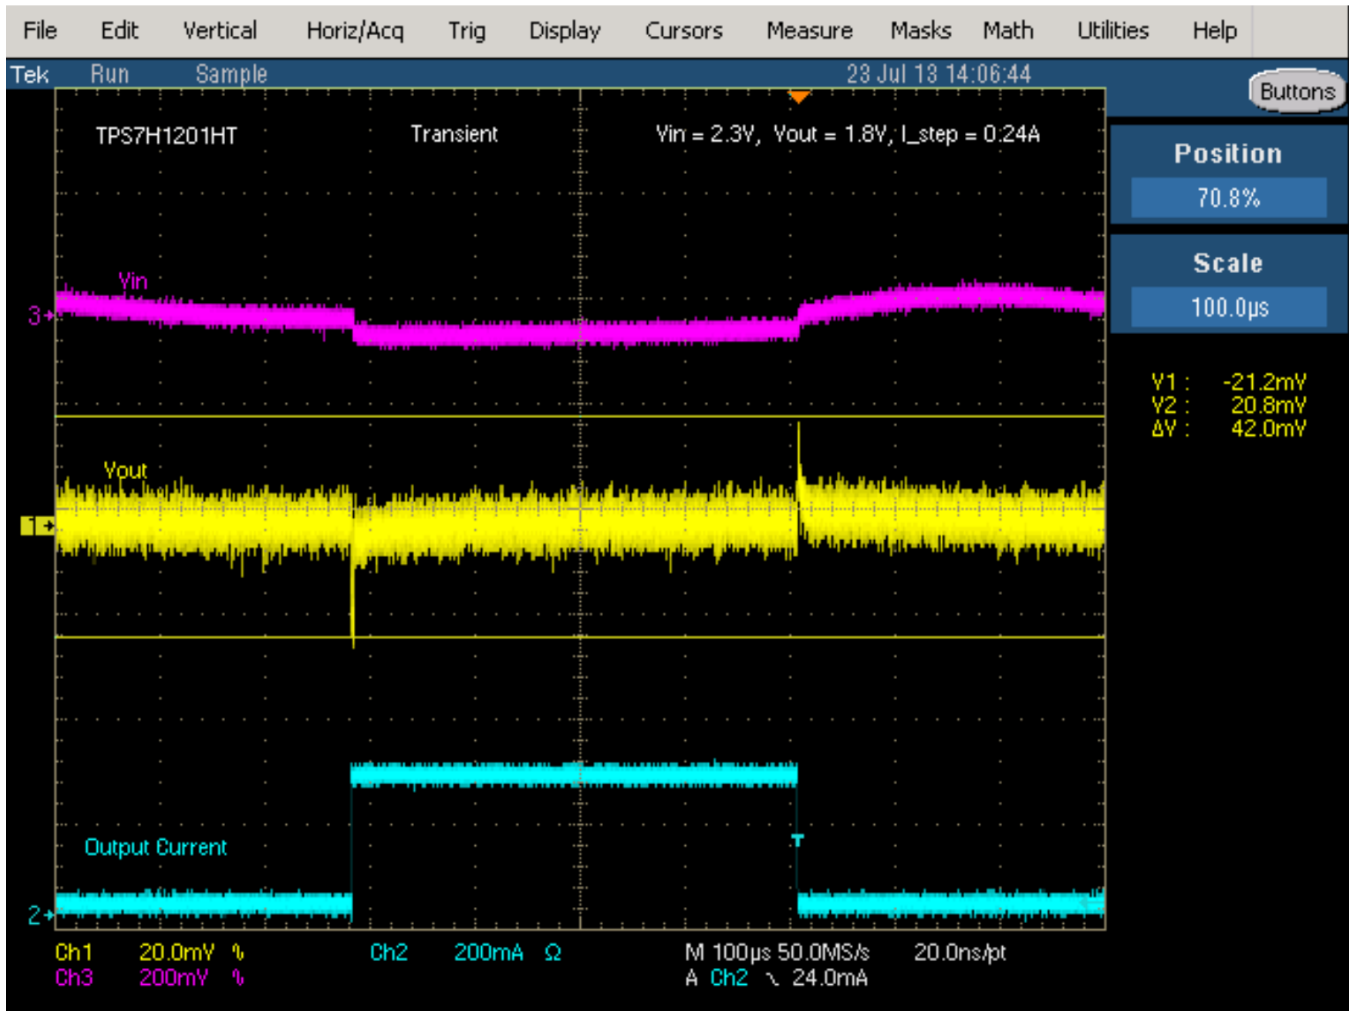 File Edit Vertical Horiz/Acq Trig Display Cursors Measure Masks Math Utilities Help
Tek Run Sample 23 Jul 13 14:06:44
Buttons
TPS7H1201HT Transient Vin = 2.3V, Vout = 1.8V, I_step = 0.24A
Position
70.8%
Scale
100.0µs
Vin
3
V1 : -21.2mV
V2 : 20.8mV
ΔV : 42.0mV
Vout
1
T
Output Current
2
Ch1 20.0mV Ch2 200mA Ω M 100µs 50.0MS/s 20.0ns/pt
Ch3 200mV A Ch2 24.0mA